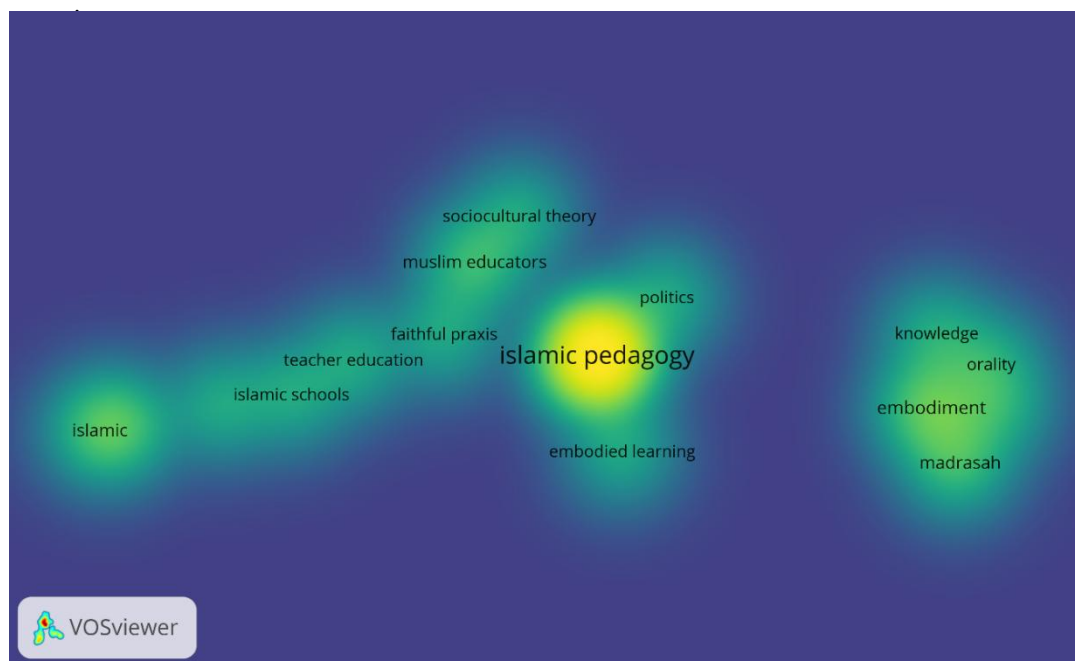 sociocultural theory
muslim educators
politics
faithful praxis
knowledge
islamic pedagogy
teacher education
orality
islamic schools
embodiment
islamic
embodied learning
madrasah
VOSviewer